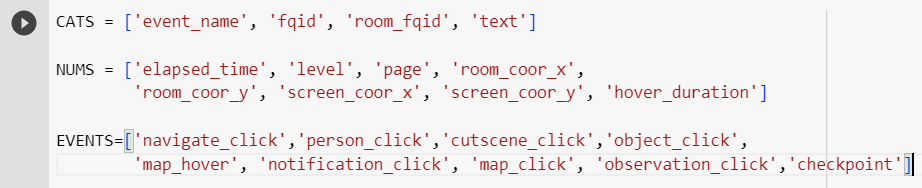 CATS = ['event_name', 'fqid', 'room_fqid', 'text']
NUMS = ['elapsed_time', 'level', 'page', 'room_coor_x',
'room_coor_y', 'screen_coor_x', 'screen_coor_y', 'hover_duration']
EVENTS=['navigate_click','person_click','cutscene_click','object_click',
'map_hover', 'notification_click', 'map_click', 'observation_click','checkpoint']